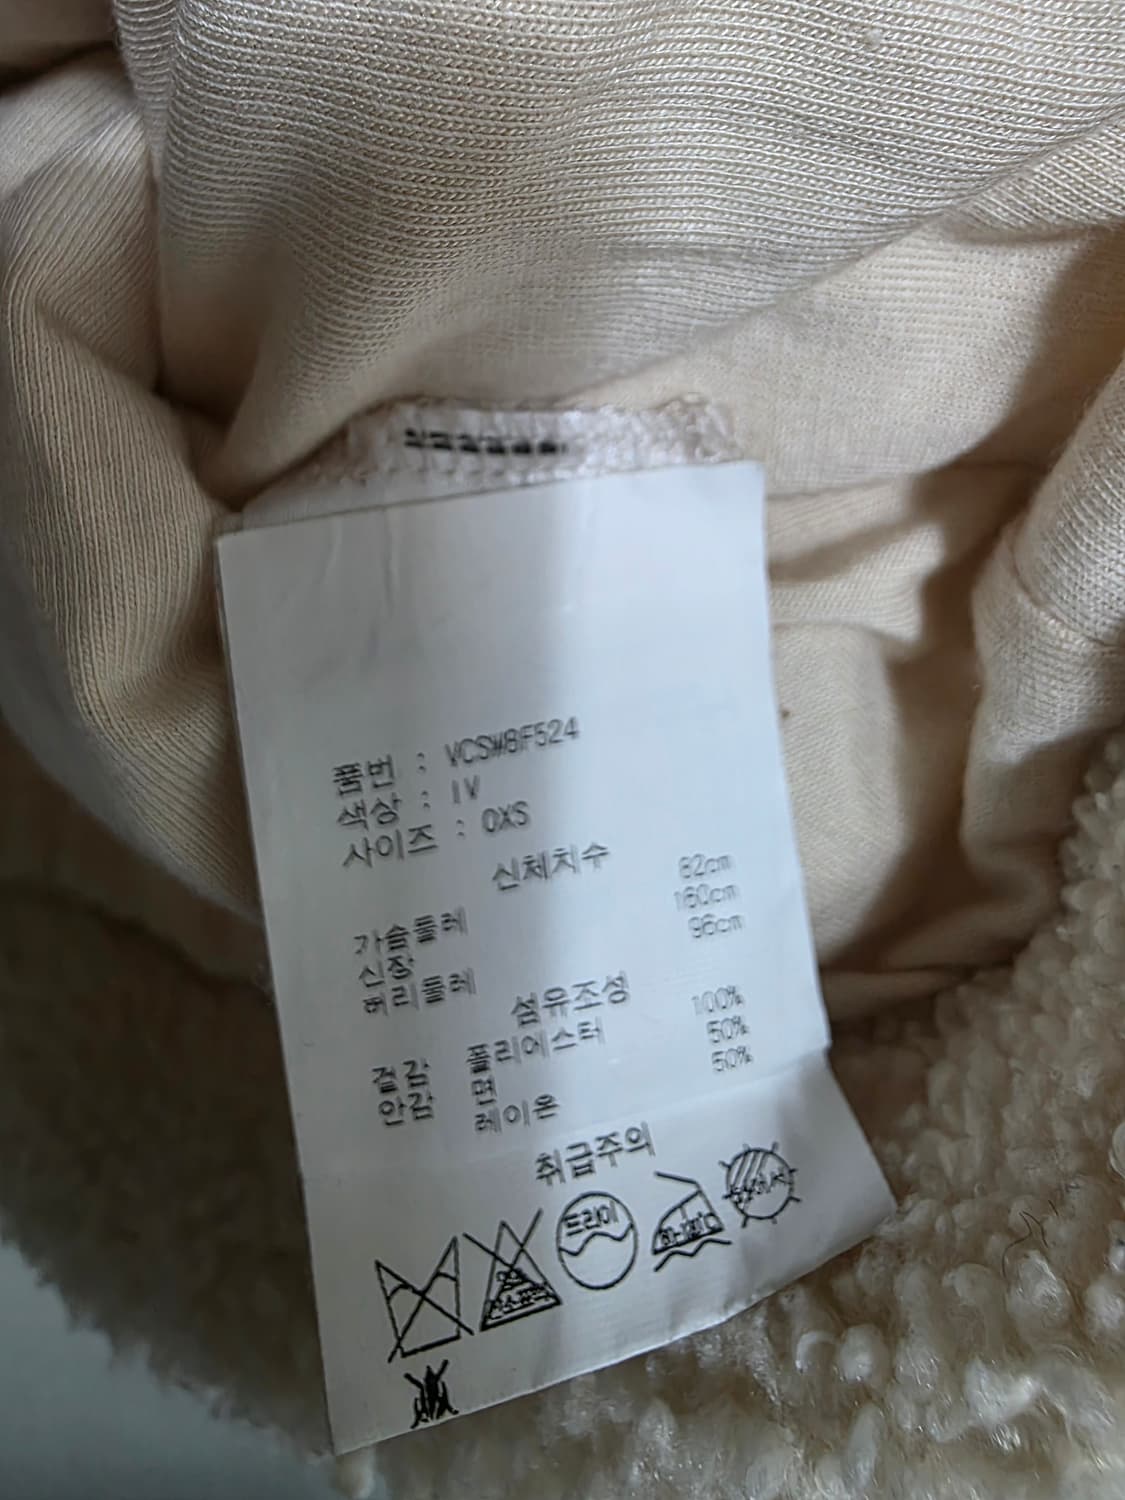 품번 : VCSW8F524
색상 : IV
사이즈 : 0XS
신체치수
가슴둘레 82cm
신장 160cm
허리둘레 96cm
섬유조성
겉감 폴리에스터 100%
안감 면 50%
레이온 50%
취급주의
드라이